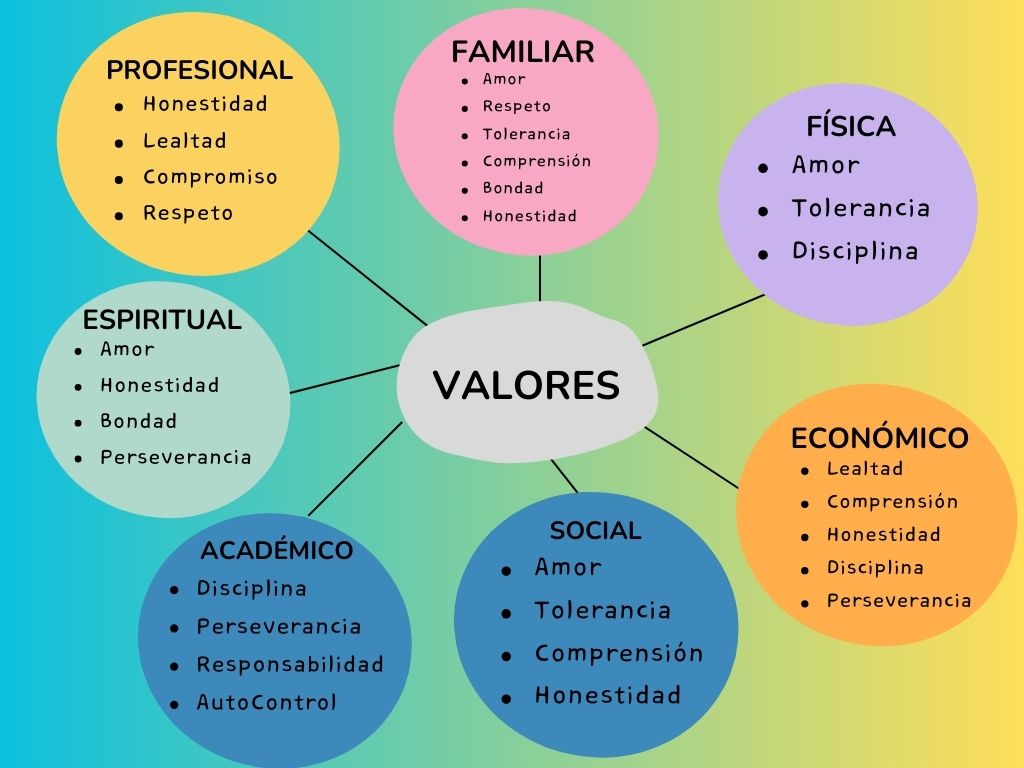 PROFESIONAL
• Honestidad
• Lealtad
• Compromiso
• Respeto
FAMILIAR
• Amor
• Respeto
• Tolerancia
• Comprensión
• Bondad
• Honestidad
FÍSICA
• Amor
• Tolerancia
• Disciplina
ESPIRITUAL
• Amor
• Honestidad
• Bondad
• Perseverancia
VALORES
ECONÓMICO
• Lealtad
• Comprensión
• Honestidad
• Disciplina
• Perseverancia
ACADÉMICO
• Disciplina
• Perseverancia
• Responsabilidad
• AutoControl
SOCIAL
• Amor
• Tolerancia
• Comprensión
• Honestidad